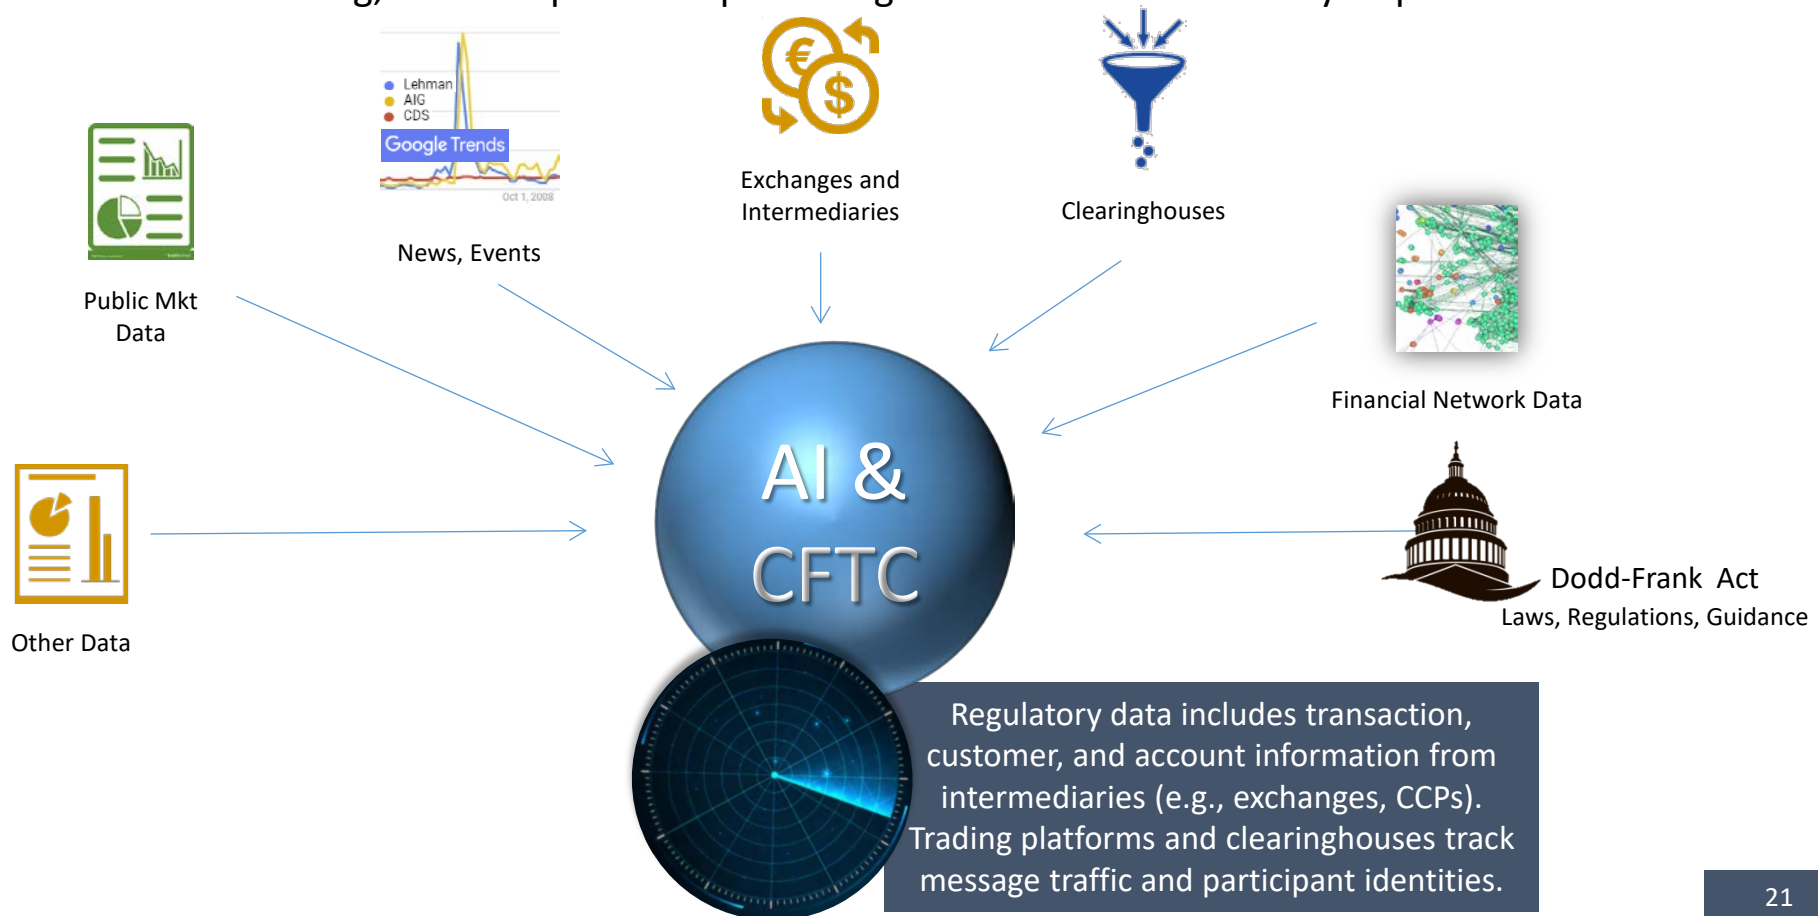 Lehman
AIG
CDS
Google Trends
Oct 1, 2008
Exchanges and
Intermediaries
Clearinghouses
News, Events
Public Mkt
Data
Financial Network Data
AI &
CFTC
Dodd-Frank Act
Laws, Regulations, Guidance
Other Data
Regulatory data includes transaction,
customer, and account information from
intermediaries (e.g., exchanges, CCPs).
Trading platforms and clearinghouses track
message traffic and participant identities.
21